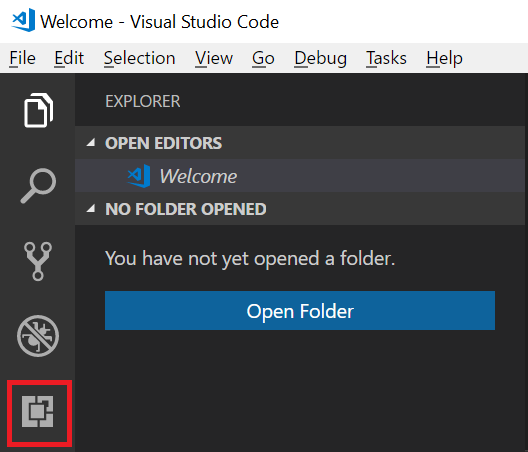 Welcome - Visual Studio Code
File Edit Selection View Go Debug Tasks Help
EXPLORER
OPEN EDITORS
Welcome
NO FOLDER OPENED
You have not yet opened a folder.
Open Folder